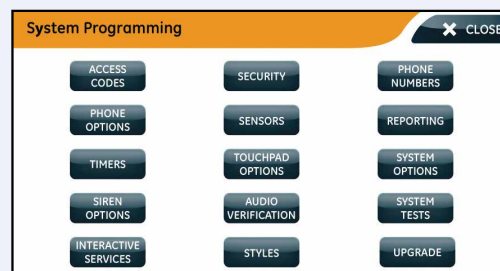 System Programming
CLOSE
ACCESS
CODES
SECURITY
PHONE
NUMBERS
PHONE
OPTIONS
SENSORS
REPORTING
TIMERS
TOUCHPAD
OPTIONS
SYSTEM
OPTIONS
SIREN
OPTIONS
AUDIO
VERIFICATION
SYSTEM
TESTS
INTERACTIVE
SERVICES
STYLES
UPGRADE